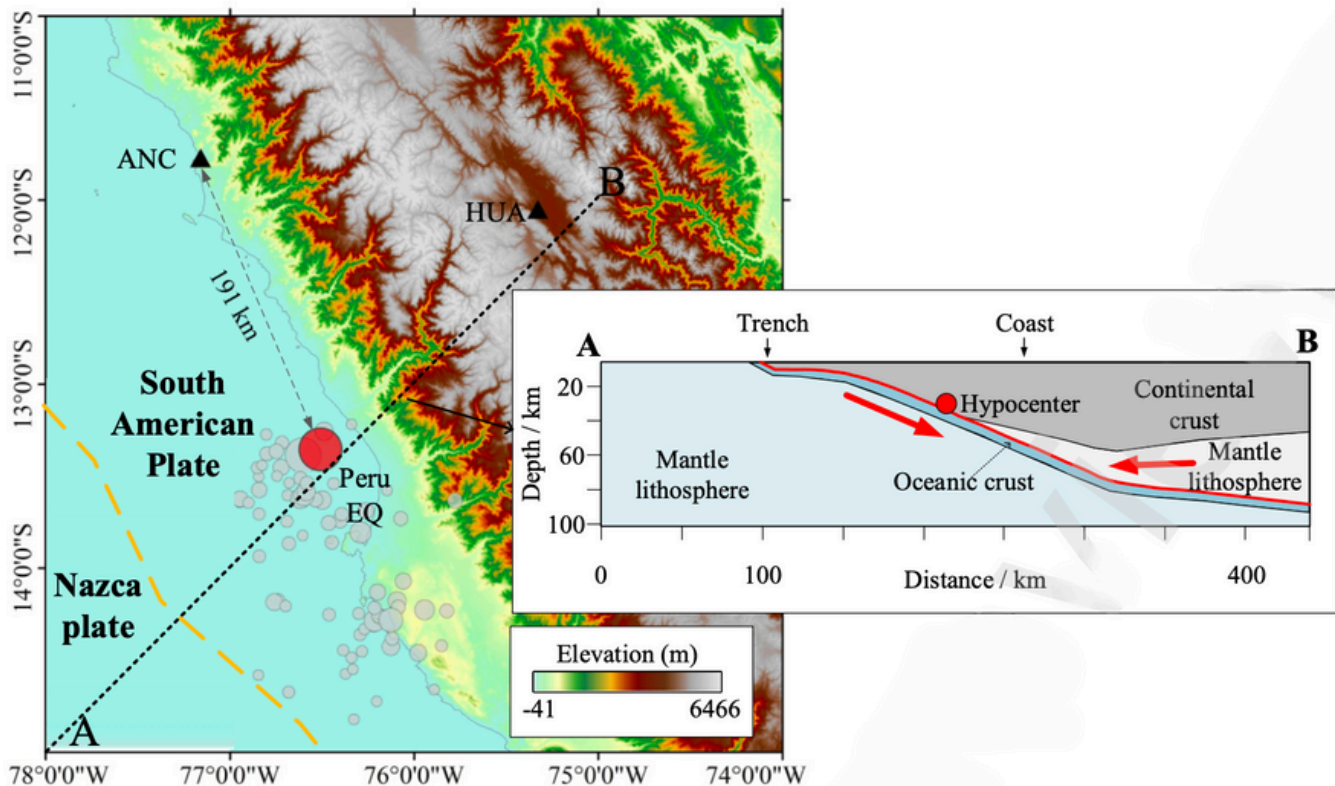 11°0'0"S
12°0'0"S
13°0'0"S
14°0'0"S
ANC
HUA
B
191 km
South
American
Plate
Peru
EQ
Nazca
plate
A
78°0'0"W
77°0'0"W
76°0'0"W
75°0'0"W
74°0'0"W
Elevation (m)
-41
6466
Trench
Coast
A
B
Depth / km
20
60
100
Hypocenter
Continental
crust
Mantle
lithosphere
Oceanic crust
Mantle
lithosphere
0
100
Distance / km
400